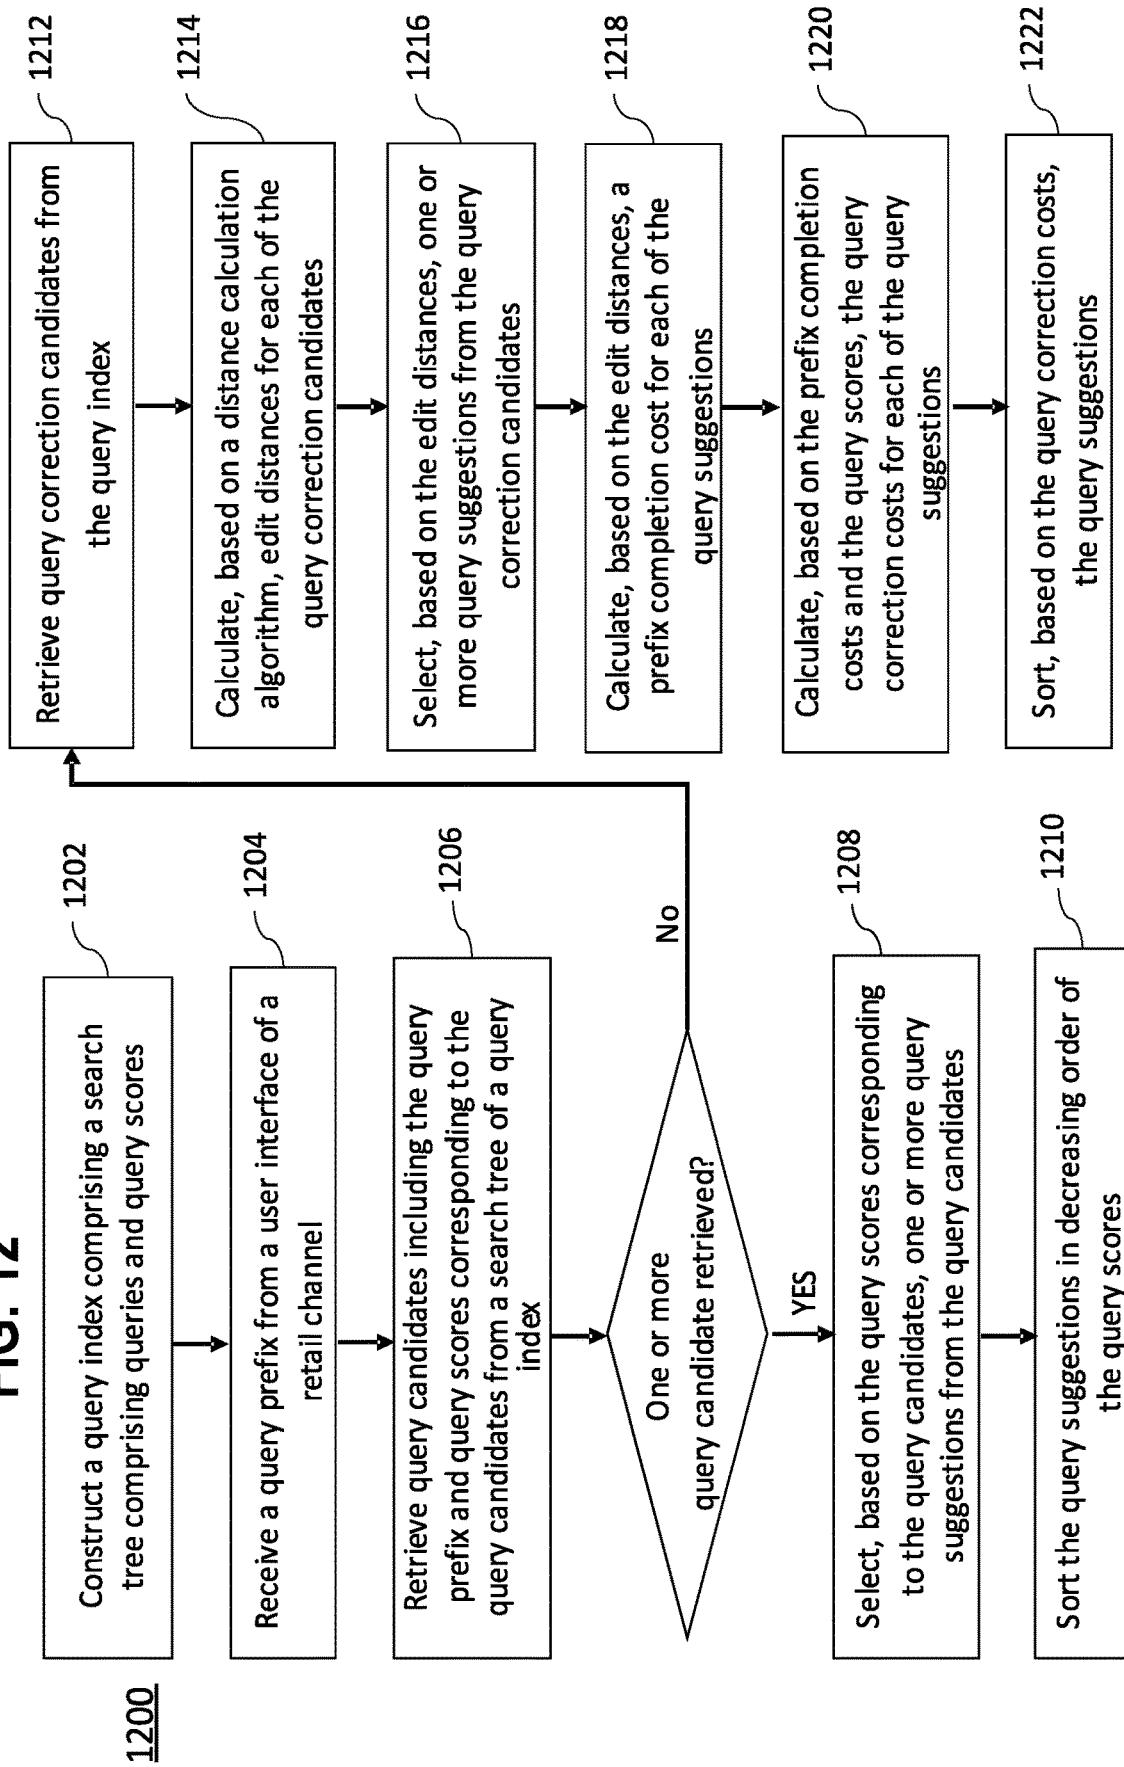 FIG. 12
1200
1202
Construct a query index comprising a search
tree comprising queries and query scores
1204
Receive a query prefix from a user interface of a
retail channel
1206
Retrieve query candidates including the query
prefix and query scores corresponding to the
query candidates from a search tree of a query
index
One or more
query candidate retrieved?
No
YES
1208
Select, based on the query scores corresponding
to the query candidates, one or more query
suggestions from the query candidates
1210
Sort the query suggestions in decreasing order of
the query scores
1212
Retrieve query correction candidates from
the query index
1214
Calculate, based on a distance calculation
algorithm, edit distances for each of the
query correction candidates
1216
Select, based on the edit distances, one or
more query suggestions from the query
correction candidates
1218
Calculate, based on the edit distances, a
prefix completion cost for each of the
query suggestions
1220
Calculate, based on the prefix completion
costs and the query scores, the query
correction costs for each of the query
suggestions
1222
Sort, based on the query correction costs,
the query suggestions